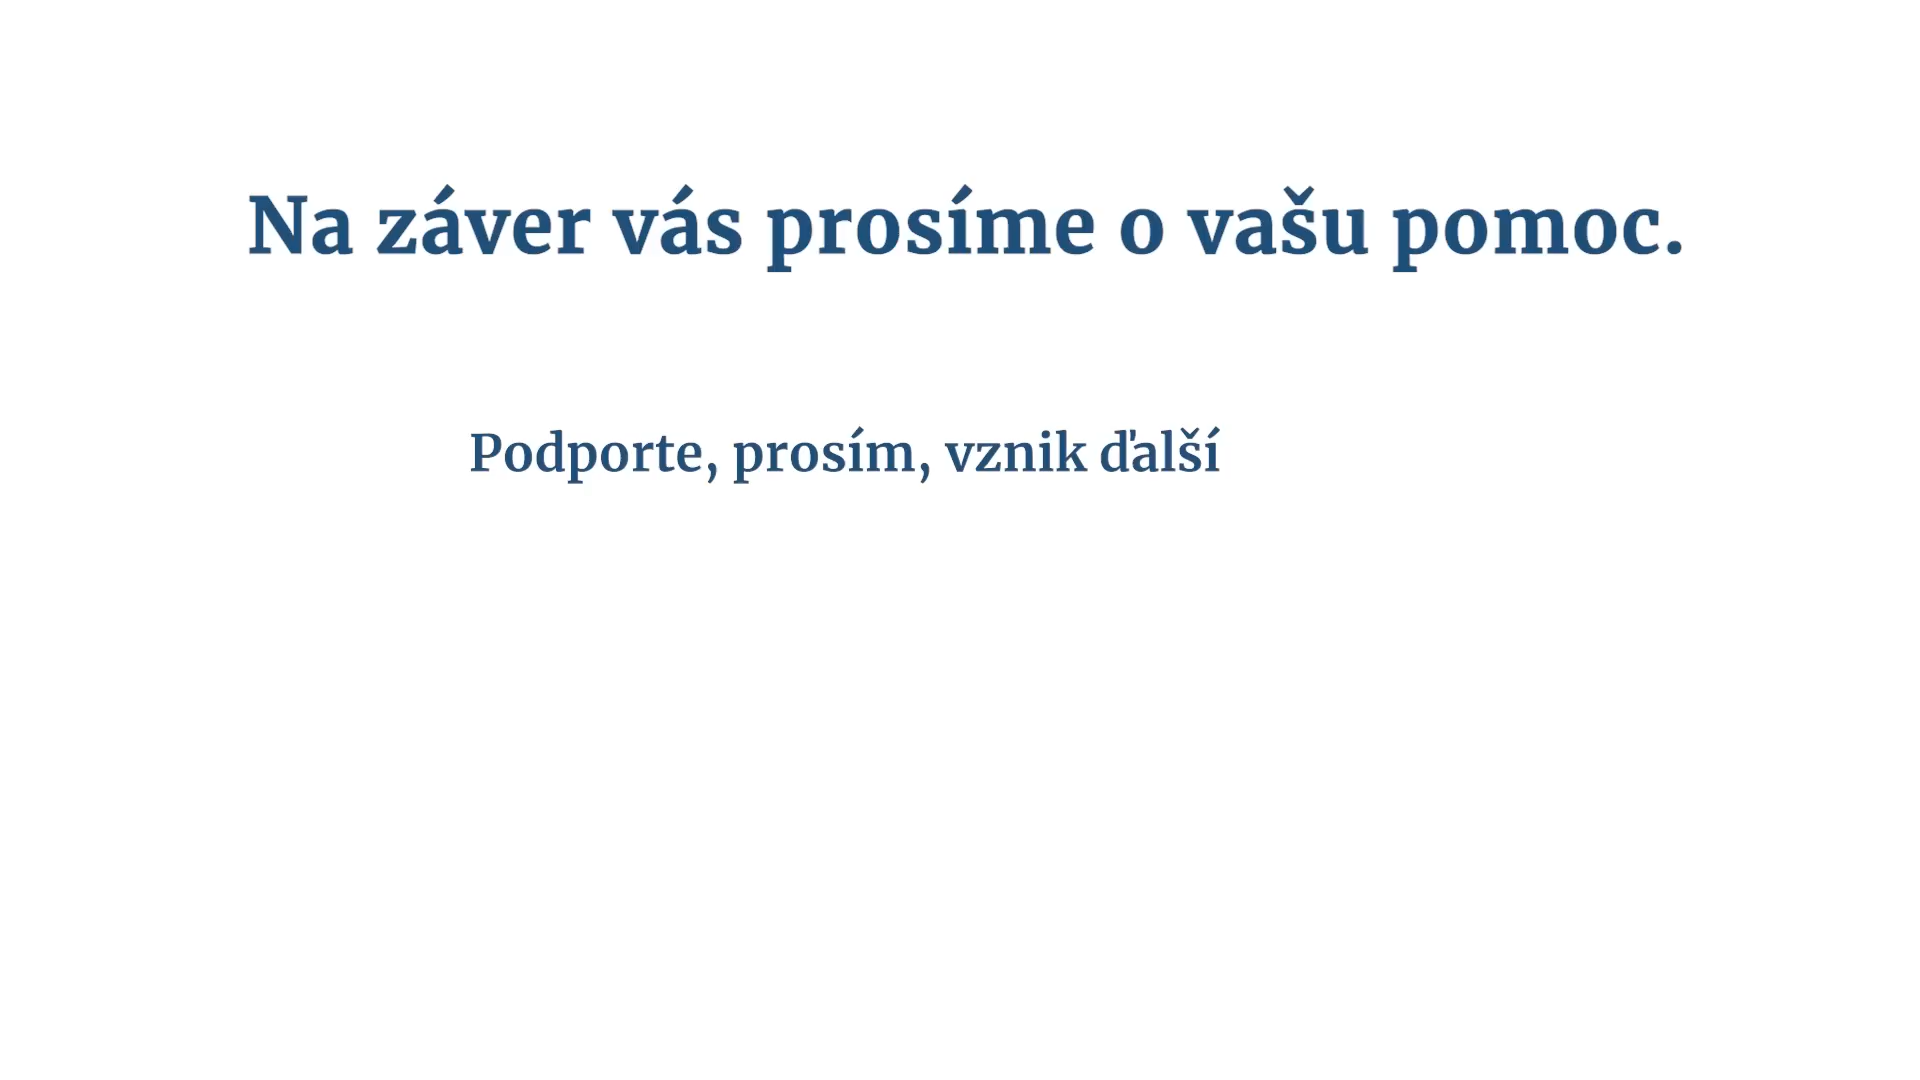 Na záver vás prosíme o vašu pomoc.
Podporte, prosím, vznik ďalší